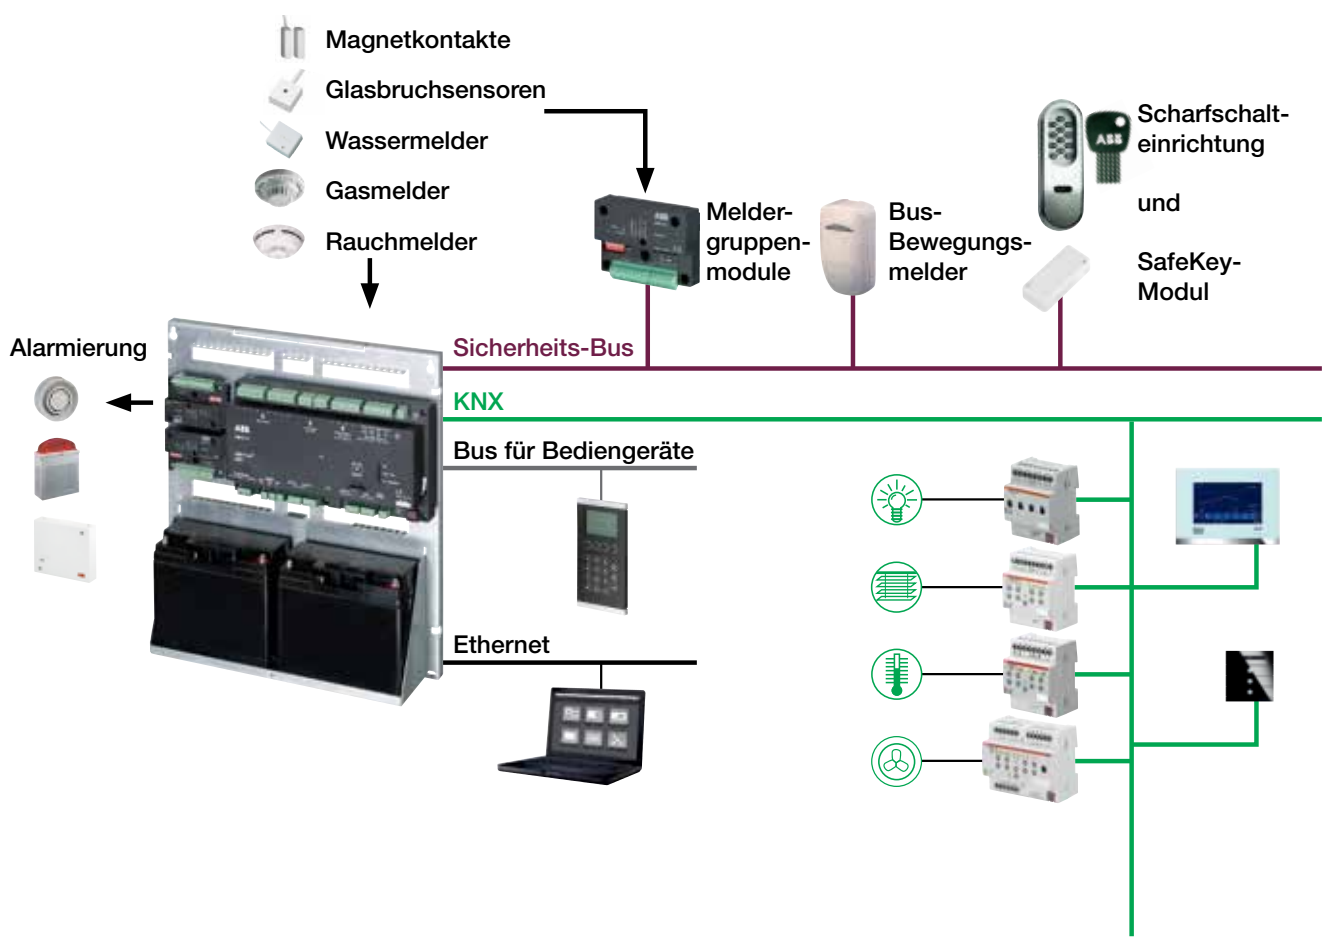 Magnetkontakte
Glasbruchsensoren
Wassermelder
Gasmelder
Rauchmelder
Melder-
gruppen-
module
Bus-
Bewegungs-
melder
ABB
Scharfschalt-
einrichtung
und
SafeKey-
Modul
Alarmierung
Sicherheits-Bus
KNX
Bus für Bediengeräte
Ethernet